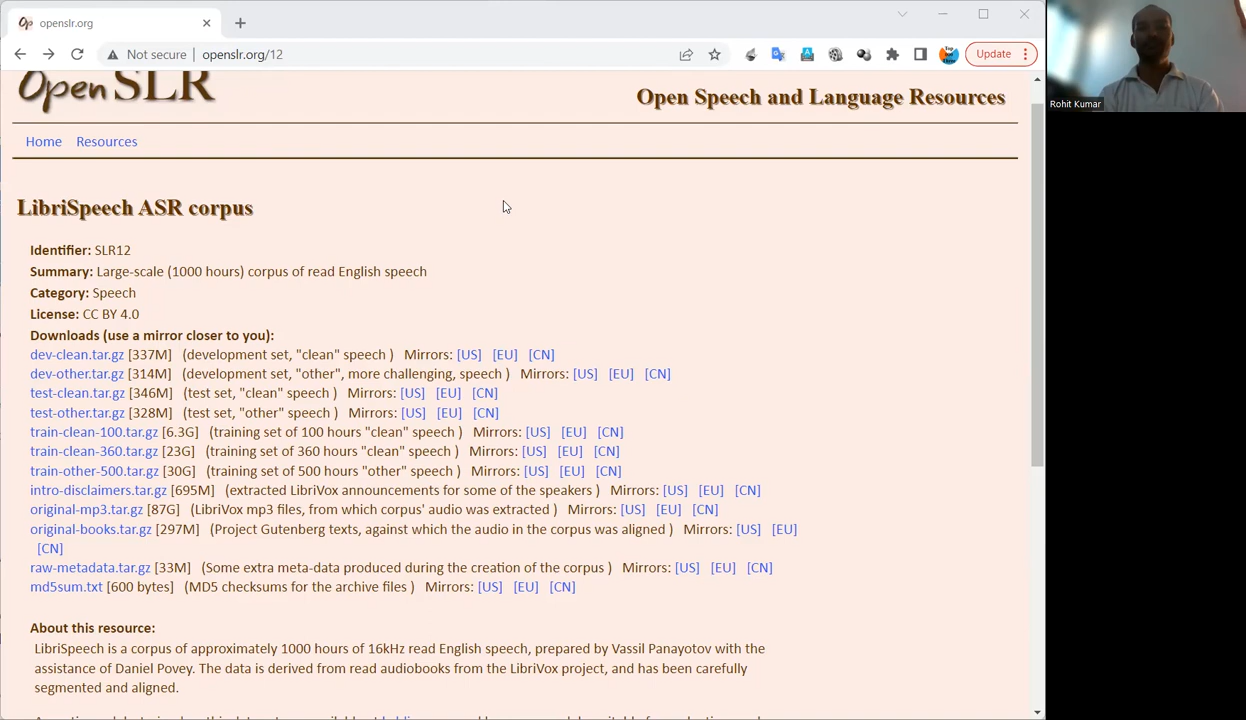 openslr.org
Not secure openslr.org/12
Update
Rohit Kumar
Open SLR
Open Speech and Language Resources
Home Resources
LibriSpeech ASR corpus
Identifier: SLR12
Summary: Large-scale (1000 hours) corpus of read English speech
Category: Speech
License: CC BY 4.0
Downloads (use a mirror closer to you):
dev-clean.tar.gz [337M] (development set, "clean" speech ) Mirrors: [US] [EU] [CN]
dev-other.tar.gz [314M] (development set, "other", more challenging, speech ) Mirrors: [US] [EU] [CN]
test-clean.tar.gz [346M] (test set, "clean" speech ) Mirrors: [US] [EU] [CN]
test-other.tar.gz [328M] (test set, "other" speech ) Mirrors: [US] [EU] [CN]
train-clean-100.tar.gz [6.3G] (training set of 100 hours "clean" speech ) Mirrors: [US] [EU] [CN]
train-clean-360.tar.gz [23G] (training set of 360 hours "clean" speech ) Mirrors: [US] [EU] [CN]
train-other-500.tar.gz [30G] (training set of 500 hours "other" speech ) Mirrors: [US] [EU] [CN]
intro-disclaimers.tar.gz [695M] (extracted LibriVox announcements for some of the speakers ) Mirrors: [US] [EU] [CN]
original-mp3.tar.gz [87G] (LibriVox mp3 files, from which corpus' audio was extracted ) Mirrors: [US] [EU] [CN]
original-books.tar.gz [297M] (Project Gutenberg texts, against which the audio in the corpus was aligned ) Mirrors: [US] [EU]
[CN]
raw-metadata.tar.gz [33M] (Some extra meta-data produced during the creation of the corpus ) Mirrors: [US] [EU] [CN]
md5sum.txt [600 bytes] (MD5 checksums for the archive files ) Mirrors: [US] [EU] [CN]
About this resource:
LibriSpeech is a corpus of approximately 1000 hours of 16kHz read English speech, prepared by Vassil Panayotov with the
assistance of Daniel Povey. The data is derived from read audiobooks from the LibriVox project, and has been carefully
segmented and aligned.